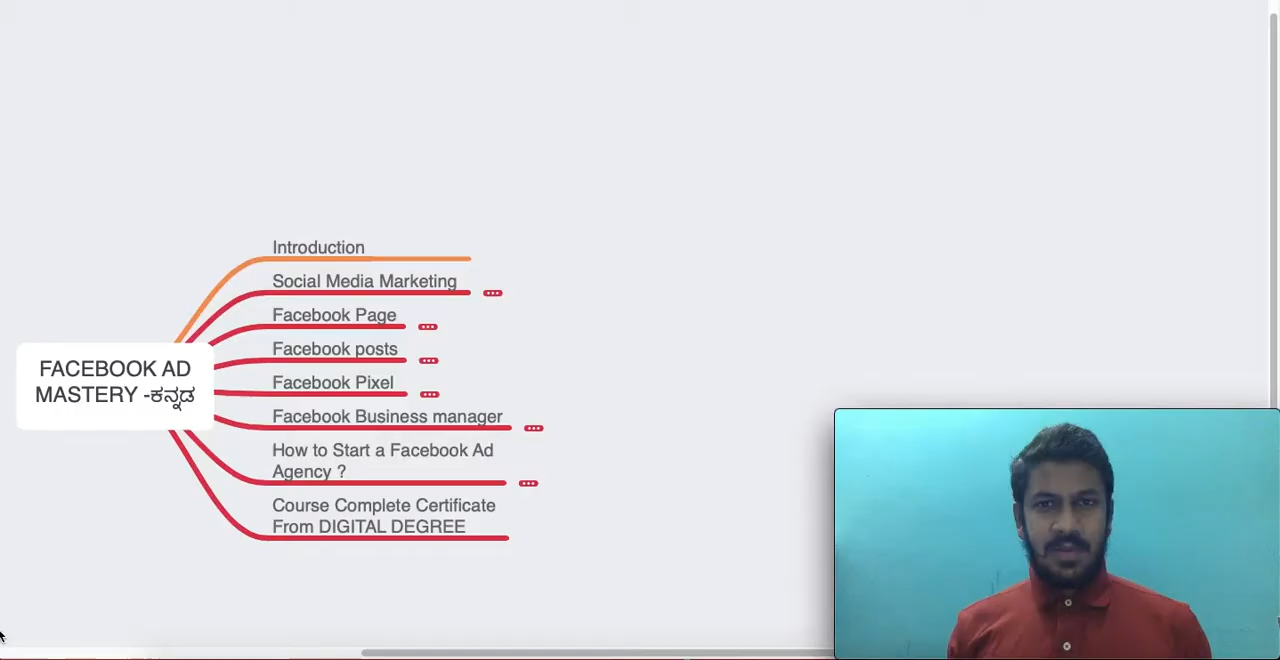 Introduction
Social Media Marketing
Facebook Page
Facebook posts
Facebook Pixel
Facebook Business manager
How to Start a Facebook Ad
Agency ?
Course Complete Certificate
From DIGITAL DEGREE
FACEBOOK AD
MASTERY -ಕನ್ನಡ